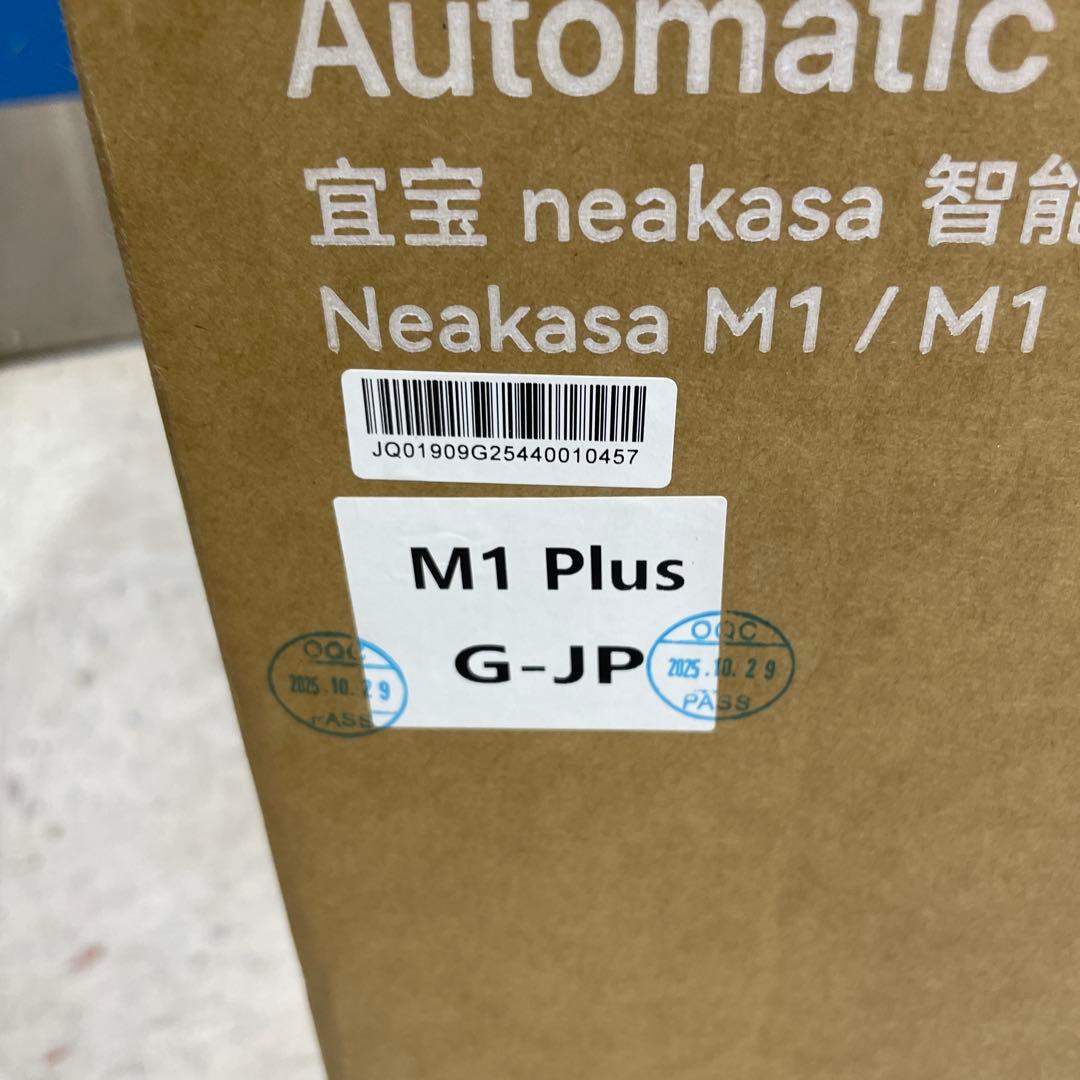 Automatic
宜宝 neakasa 智能
Neakasa M1 / M1
JQ01909G25440010457
M1 Plus
G-JP
OQC
2025.10.29
PASS
OQC
2025.10.29
PASS